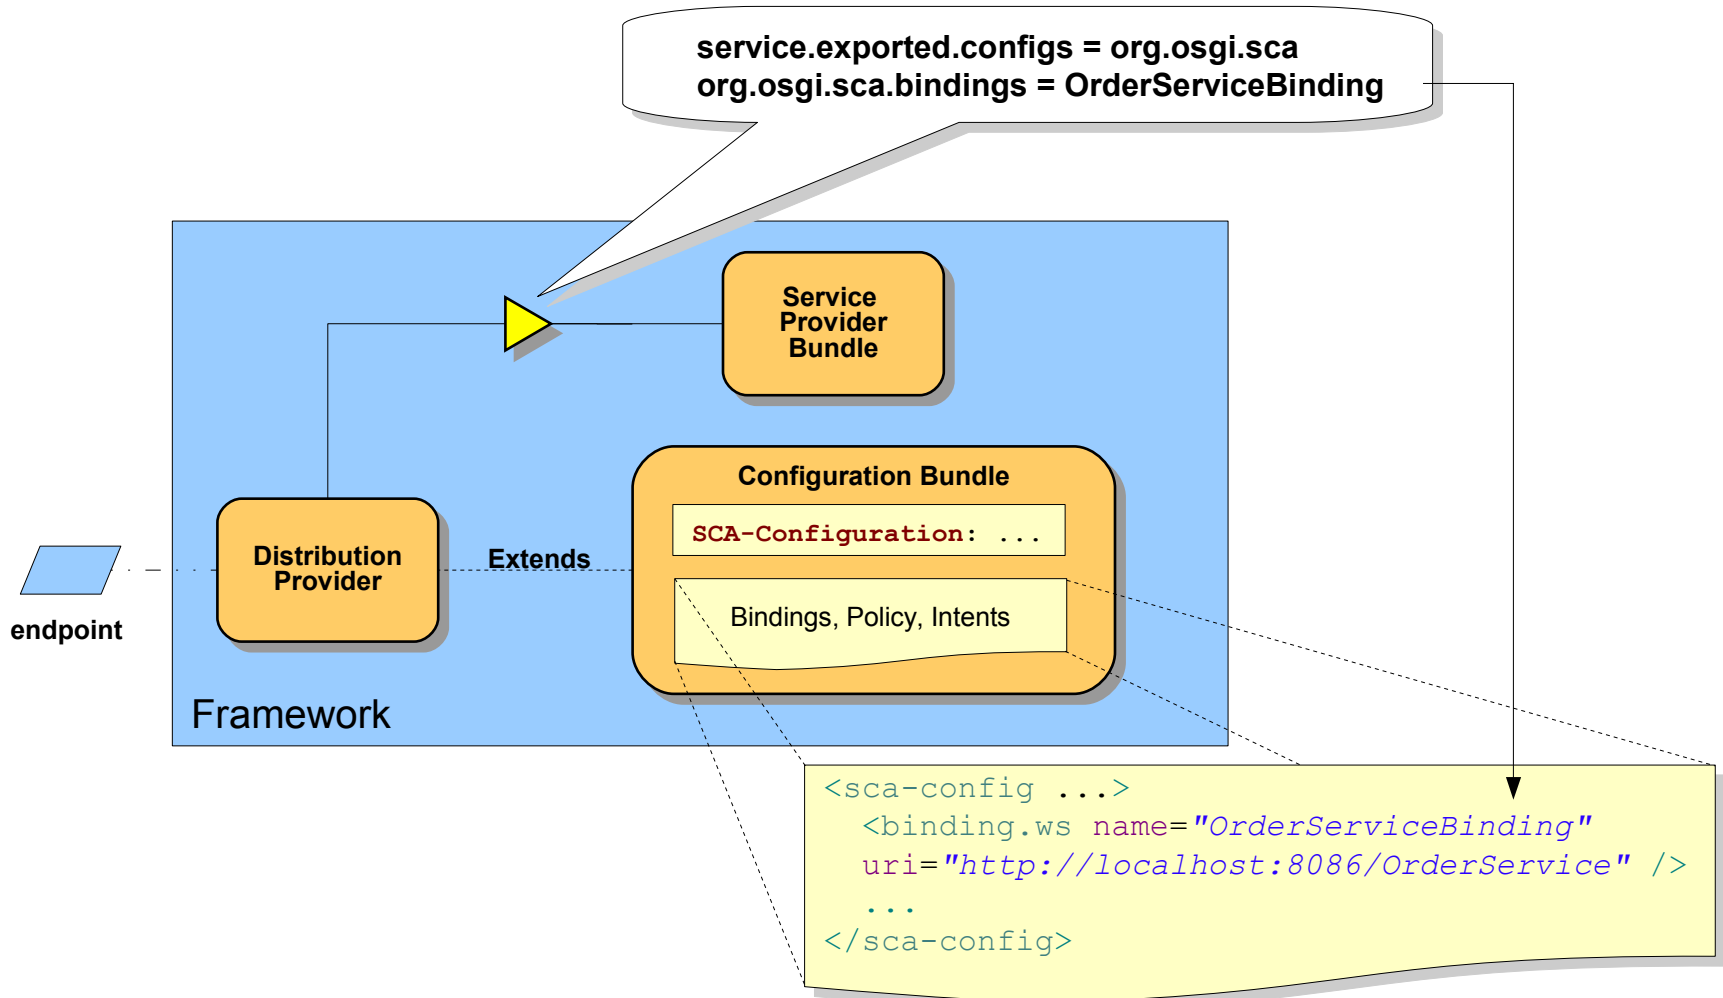 service.exported.configs = org.osgi.sca
org.osgi.sca.bindings = OrderServiceBinding
Service
Provider
Bundle
Configuration Bundle
SCA-Configuration: ...
Distribution
Provider
Extends
Bindings, Policy, Intents
endpoint
Framework
<sca-config ...>
<binding.ws name="OrderServiceBinding"
uri="http://localhost:8086/OrderService" />
...
</sca-config>